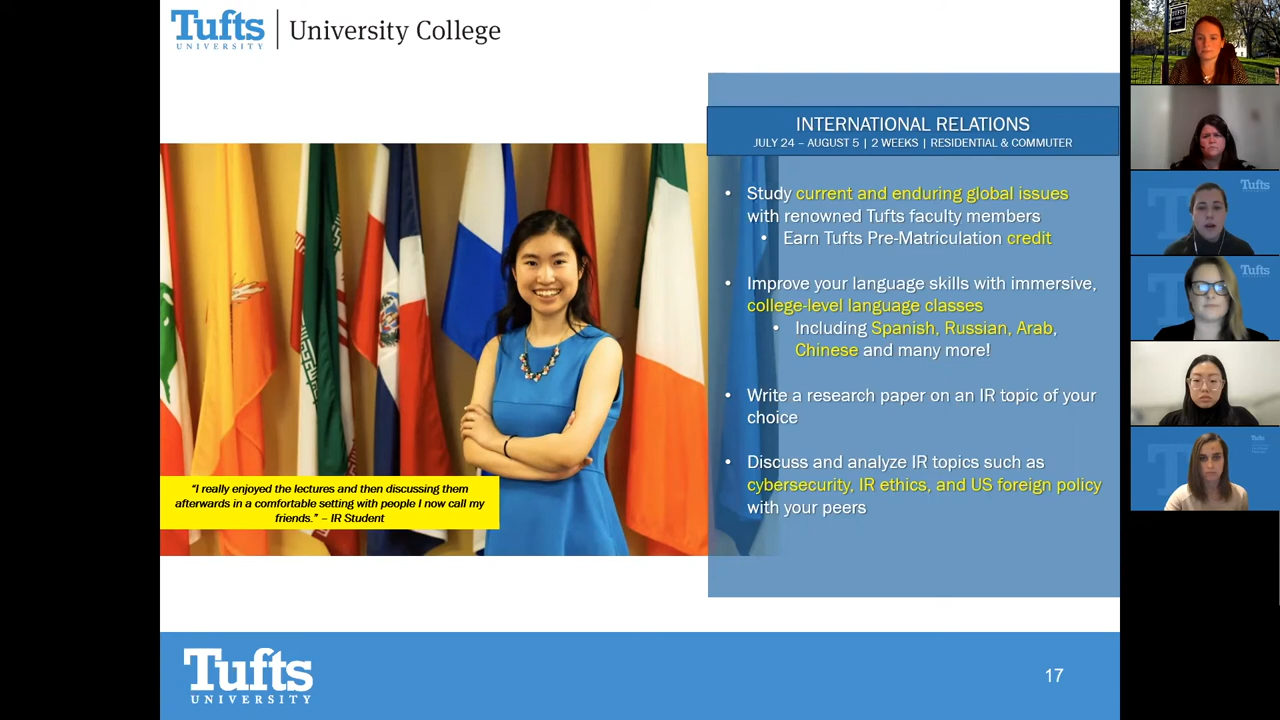 Tufts
UNIVERSITY
University College
INTERNATIONAL RELATIONS
JULY 24 – AUGUST 5 | 2 WEEKS | RESIDENTIAL & COMMUTER
• Study current and enduring global issues
with renowned Tufts faculty members
• Earn Tufts Pre-Matriculation credit
• Improve your language skills with immersive,
college-level language classes
• Including Spanish, Russian, Arab,
Chinese and many more!
• Write a research paper on an IR topic of your
choice
• Discuss and analyze IR topics such as
cybersecurity, IR ethics, and US foreign policy
with your peers
"I really enjoyed the lectures and then discussing them
afterwards in a comfortable setting with people I now call my
friends." – IR Student
Tufts
UNIVERSITY
17
TUFTS
Tufts
Tufts
Tufts